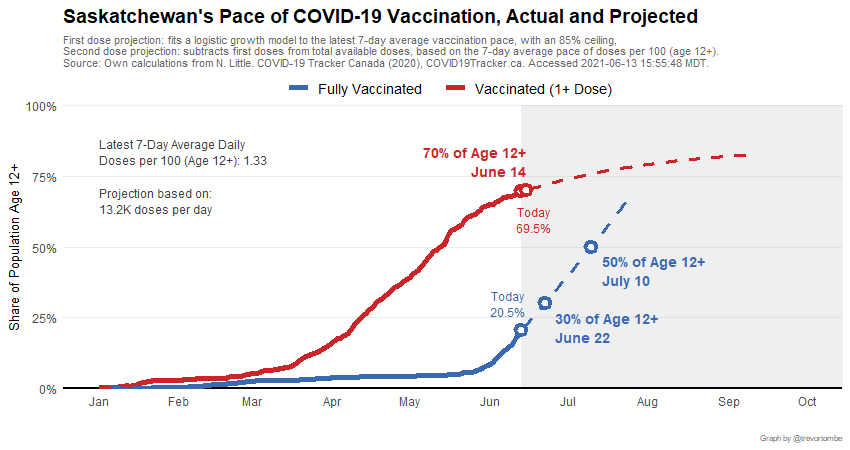 Saskatchewan's Pace of COVID-19 Vaccination, Actual and Projected
First dose projection: fits a logistic growth model to the latest 7-day average vaccination pace, with an 85% ceiling,
Second dose projection: subtracts first doses from total available doses, based on the 7-day average pace of doses per 100 (age 12+).
Source: Own calculations from N. Little. COVID-19 Tracker Canada (2020), COVID19Tracker.ca. Accessed 2021-06-13 15:55:48 MDT.
Fully Vaccinated
Vaccinated (1+ Dose)
100%
75%
50%
25%
0%
Share of Population Age 12+
Latest 7-Day Average Daily
Doses per 100 (Age 12+): 1.33
Projection based on:
13.2K doses per day
70% of Age 12+
June 14
Today
69.5%
50% of Age 12+
July 10
Today
20.5%
30% of Age 12+
June 22
Jan
Feb
Mar
Apr
May
Jun
Jul
Aug
Sep
Oct
Graph by @trevortombe